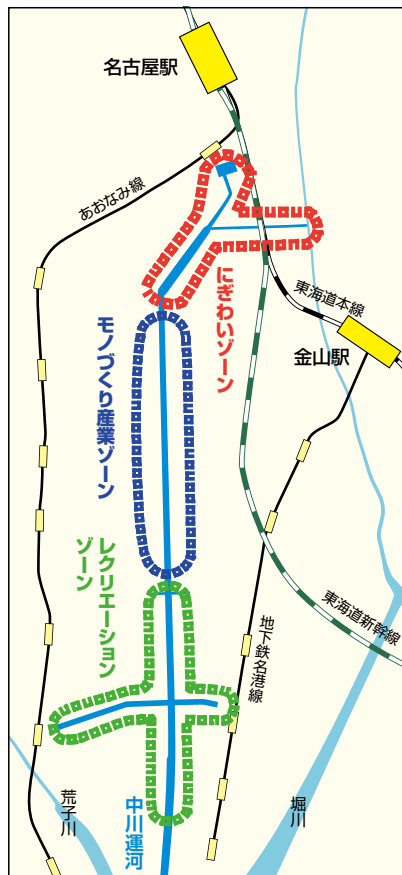 名古屋駅
あおなみ線
にぎわいゾーン
東海道本線
金山駅
モノづくり産業ゾーン
レクリエーション
ゾーン
東海道新幹線
地下鉄名港線
荒子川
中川運河
堀川